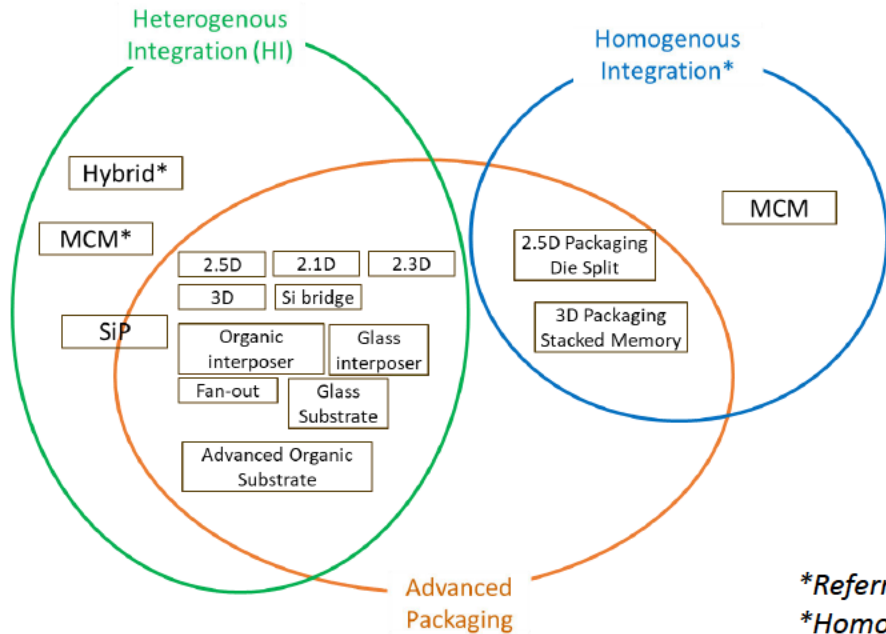 Heterogenous
Integration (HI)
Homogenous
Integration*
Hybrid*
MCM
MCM*
2.5D Packaging
Die Split
2.5D
2.1D
2.3D
3D
Si bridge
3D Packaging
Stacked Memory
SiP
Organic
interposer
Glass
interposer
Fan-out
Glass
Substrate
Advanced Organic
Substrate
Advanced
Packaging
*Referr
*Homo